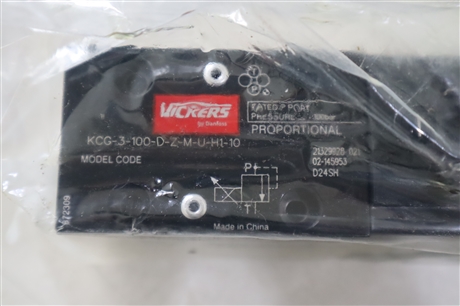 VICKERS
by Danfoss
KCG-3-100-D-Z-M-U-H1-10
MODEL CODE
RATED P PORT
PRESSURE
PROPORTIONAL
02-145953
D24SH
P
T
Made in China